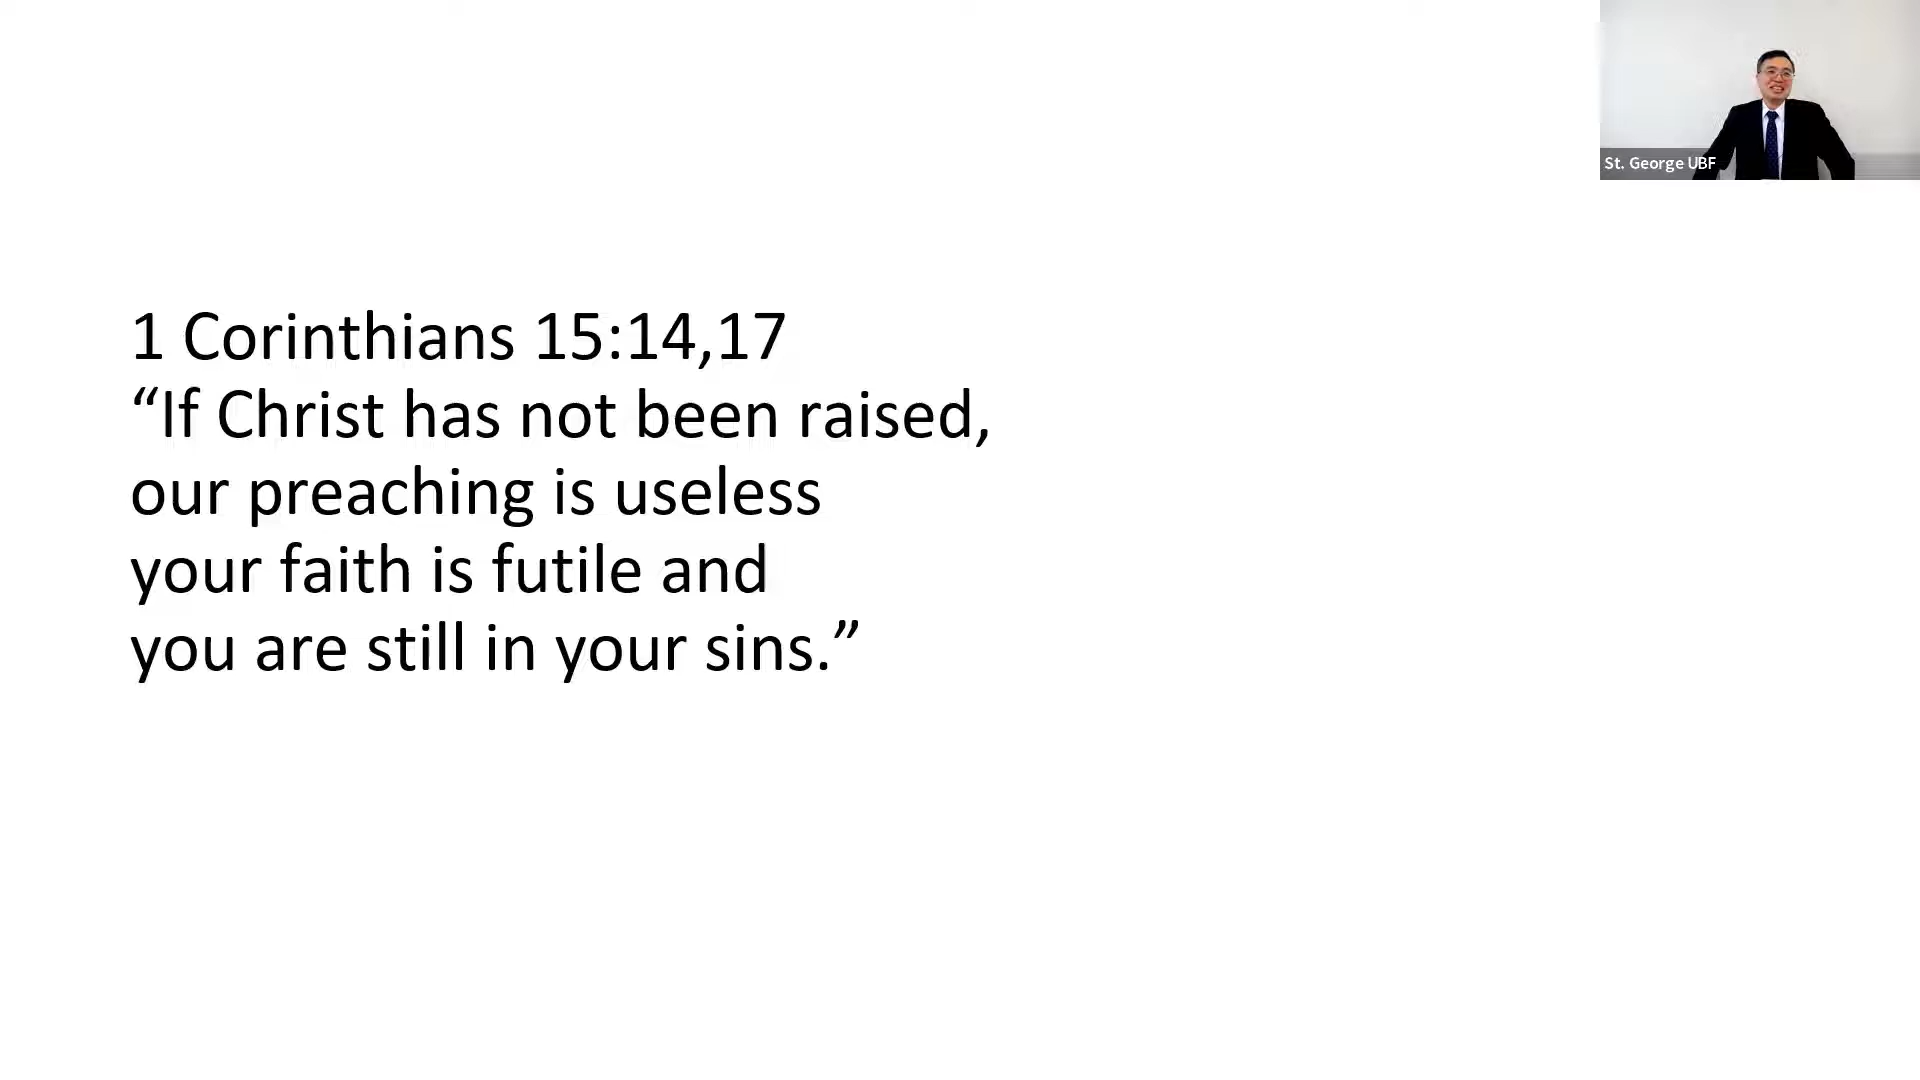 St. George UBF
1 Corinthians 15:14,17
“If Christ has not been raised,
our preaching is useless
your faith is futile and
you are still in your sins.”